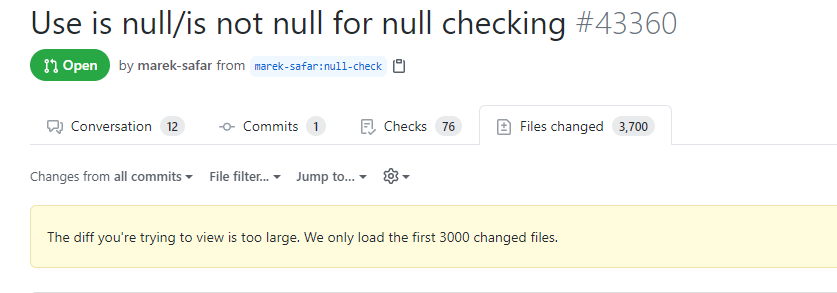 Use is null/is not null for null checking #43360
Open by marek-safar from marek-safar:null-check
Conversation 12 Commits 1 Checks 76 Files changed 3,700
Changes from all commits File filter... Jump to...
The diff you're trying to view is too large. We only load the first 3000 changed files.